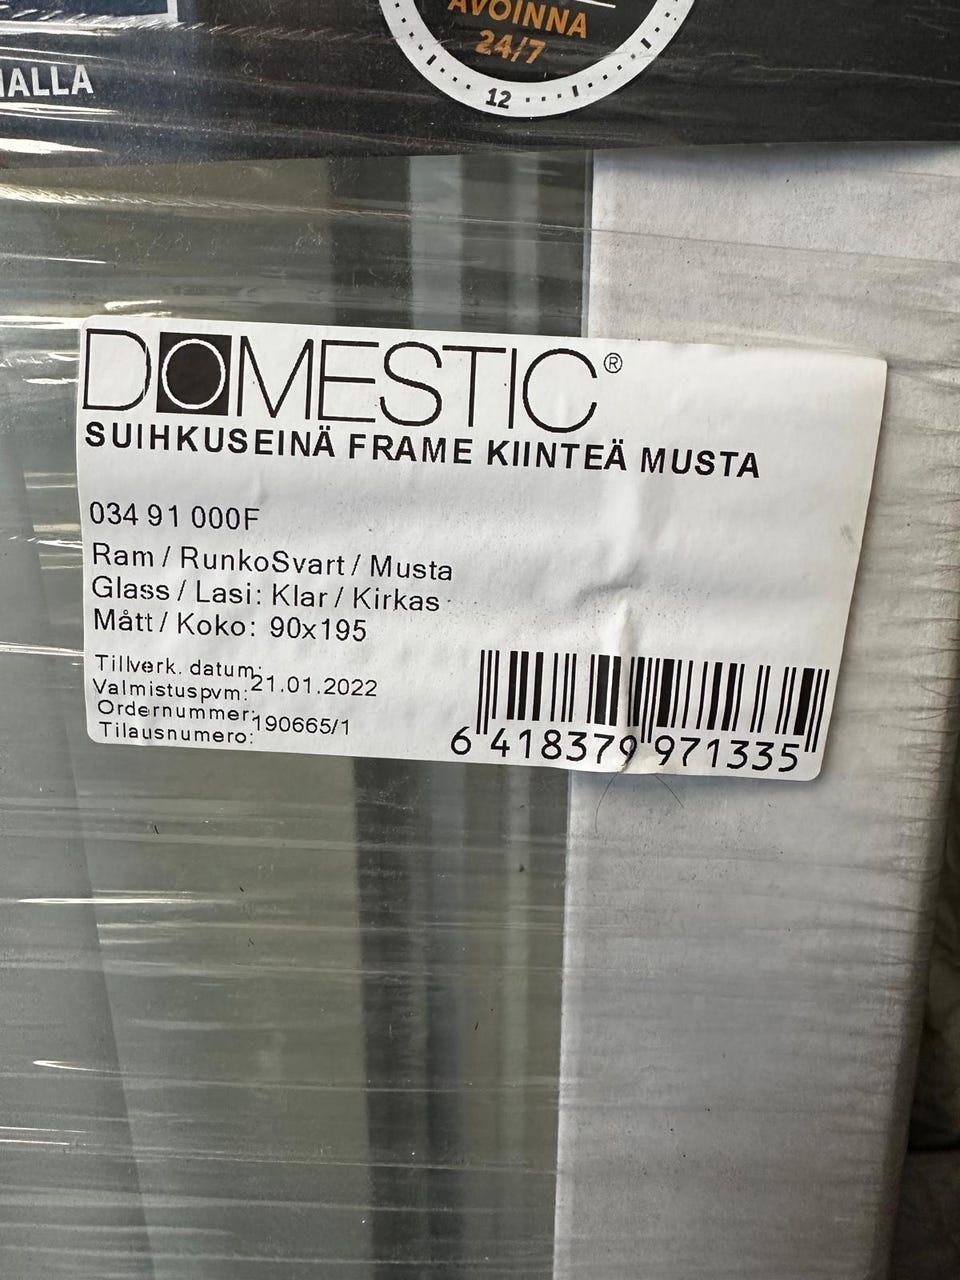 AVOINNA
24/7
12
DOMESTIC®
SUIHKUSEINÄ FRAME KIINTEÄ MUSTA
034 91 000F
Ram / RunkoSvart / Musta
Glass / Lasi: Klar / Kirkas
Mått / Koko: 90x195
Tillverk. datum:
Valmistuspvm: 21.01.2022
Ordernummer:
Tilausnumero: 190665/1
6 418379 971335